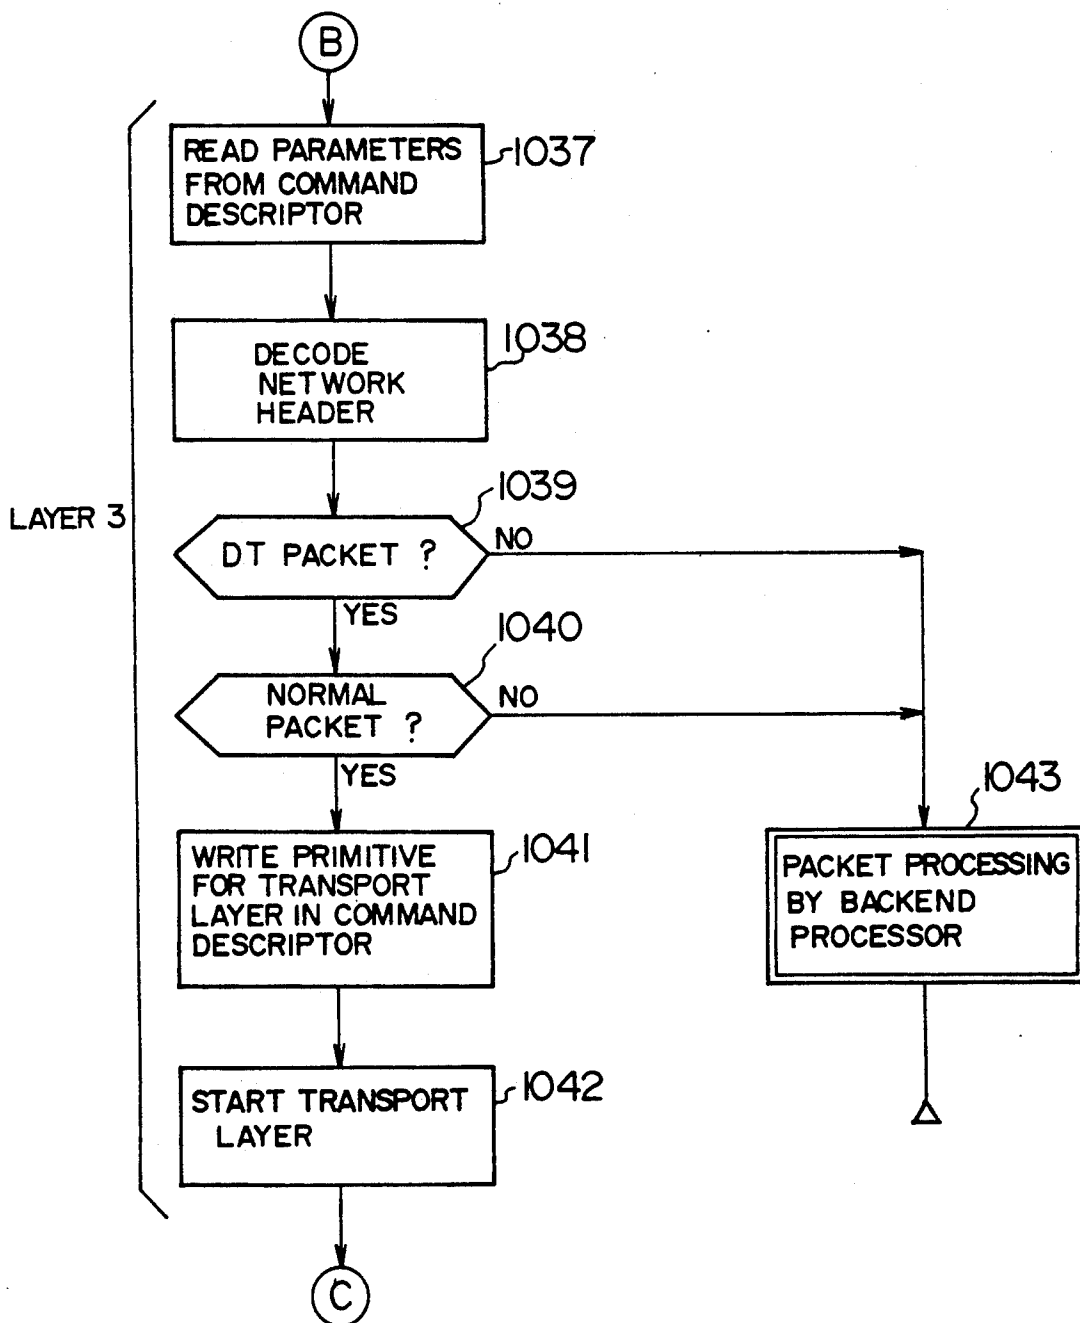 B
READ PARAMETERS
FROM COMMAND
DESCRIPTOR
1037
DECODE
NETWORK
HEADER
1038
LAYER 3
1039
DT PACKET ?
NO
YES
1040
NORMAL
PACKET ?
NO
YES
1041
WRITE PRIMITIVE
FOR TRANSPORT
LAYER IN COMMAND
DESCRIPTOR
1043
PACKET PROCESSING
BY BACKEND
PROCESSOR
1042
START TRANSPORT
LAYER
C